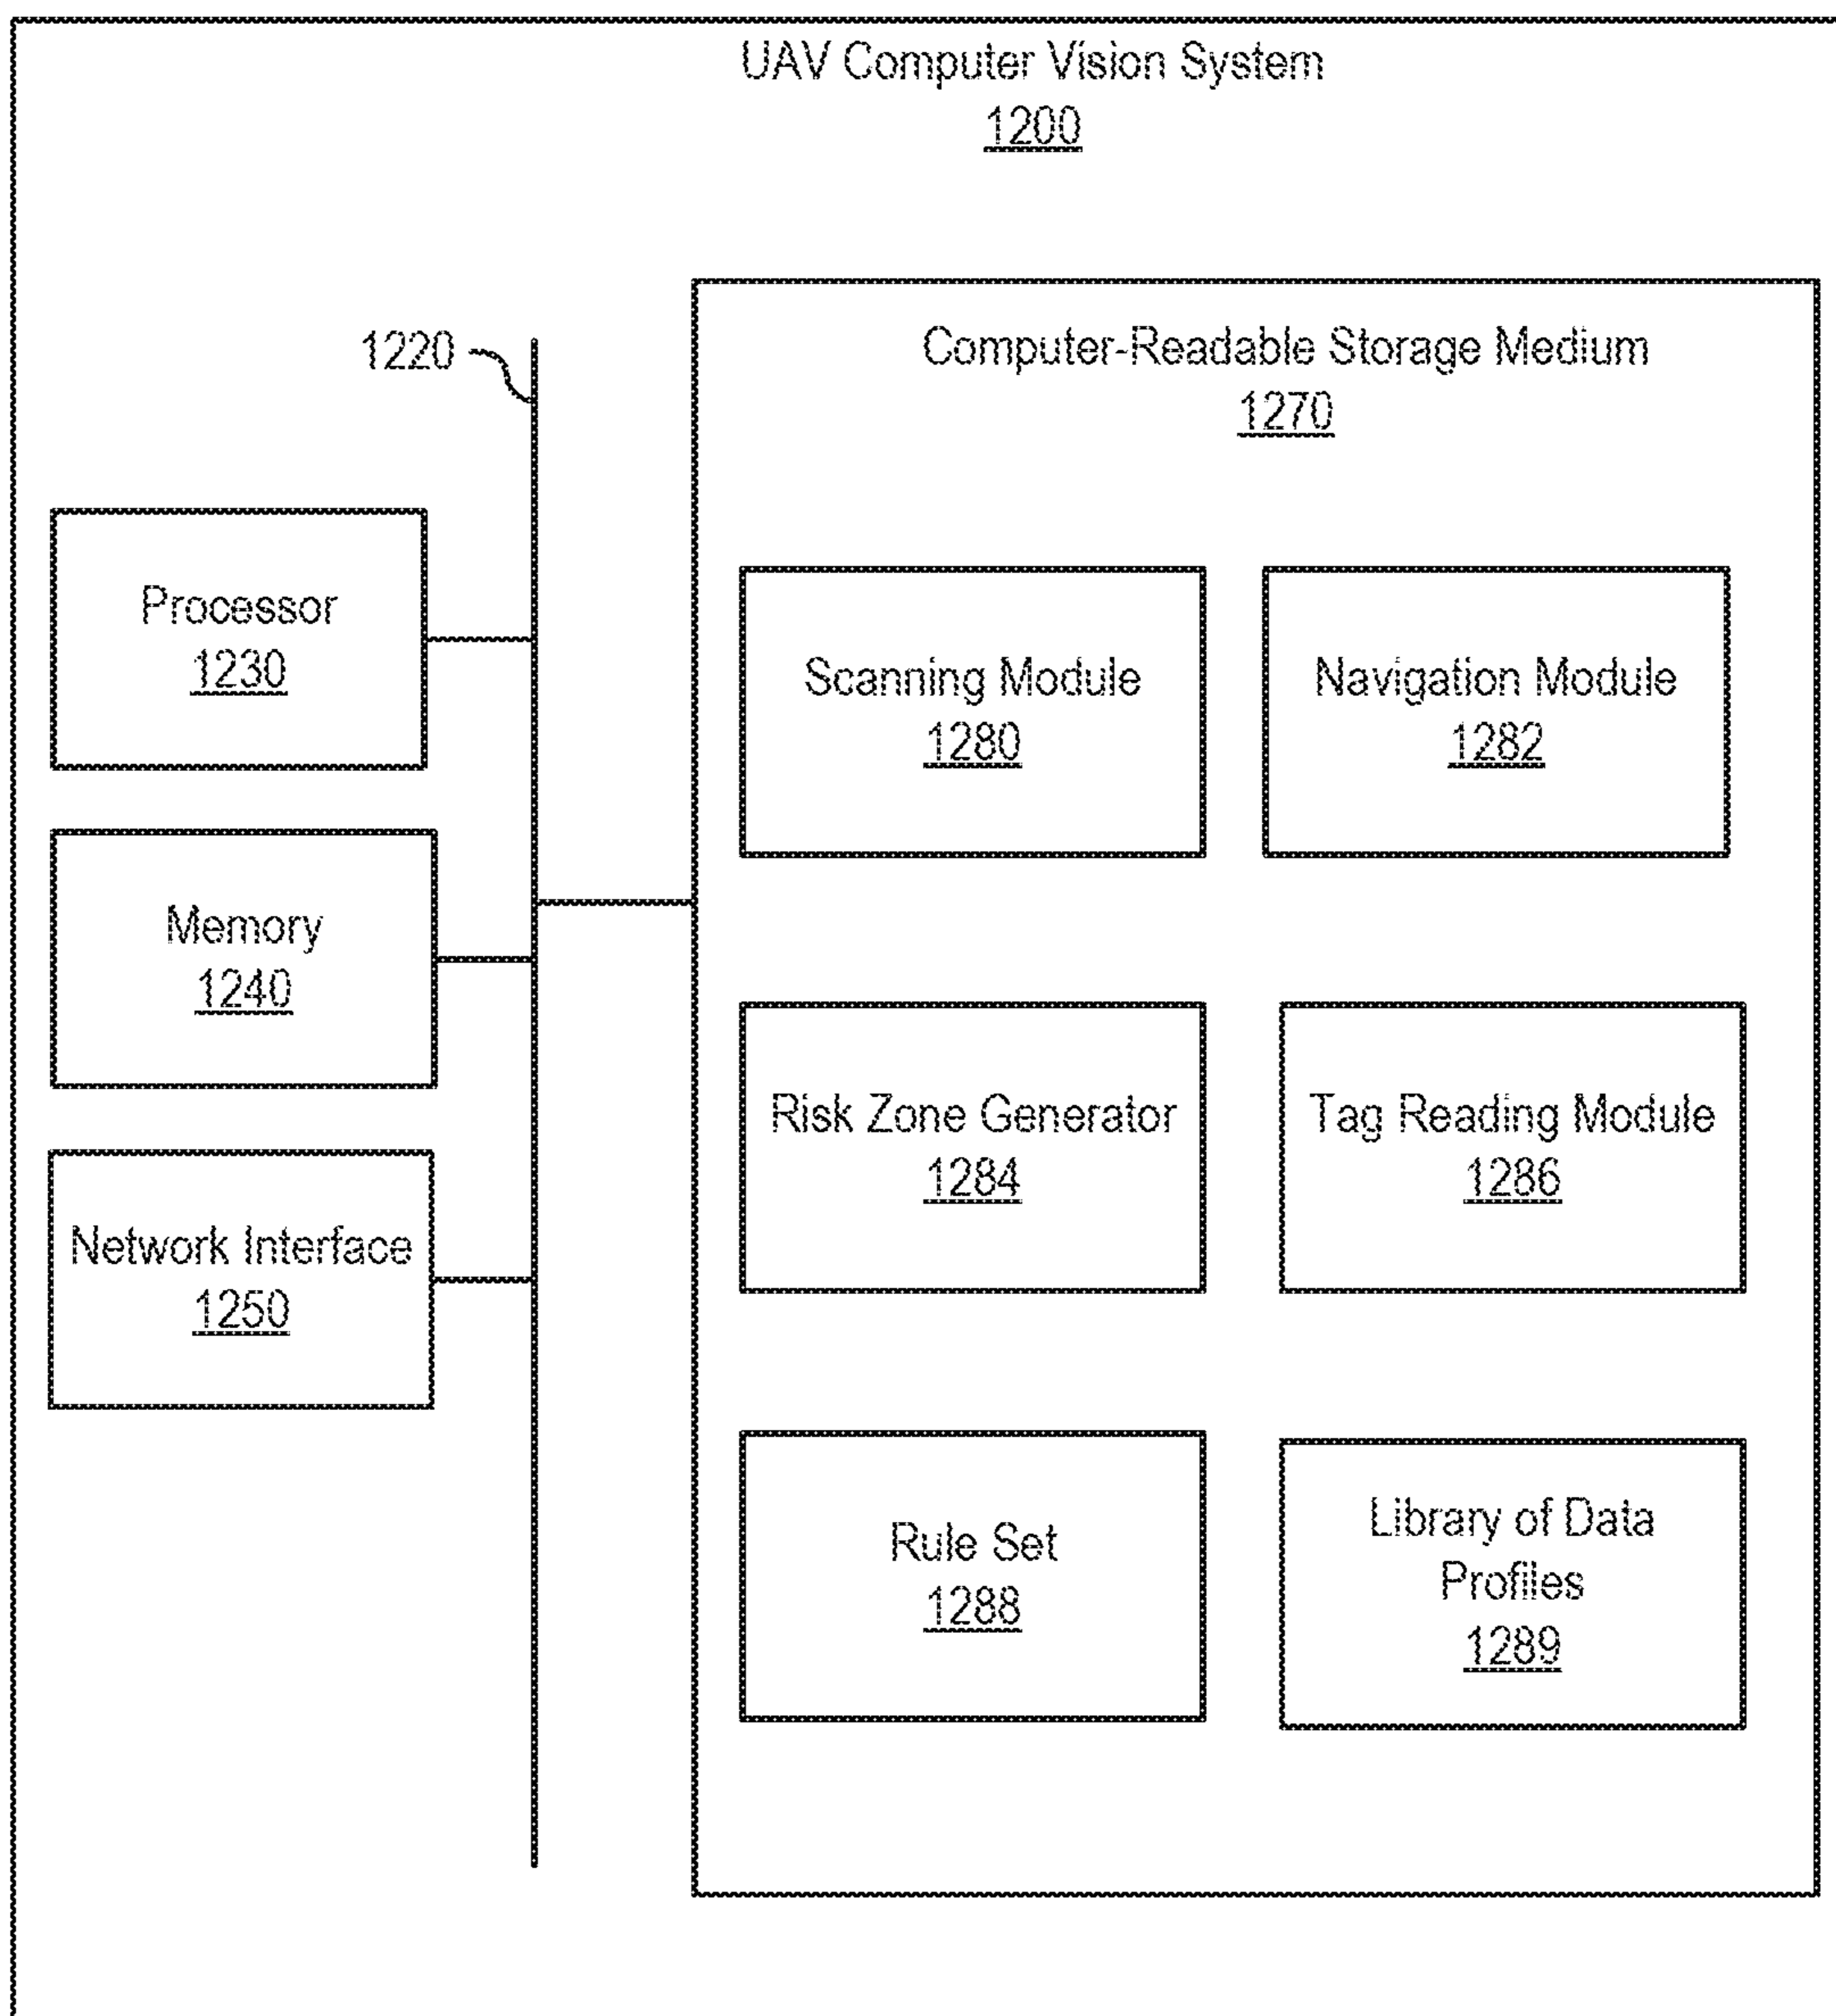 UAV Computer Vision System
1200
1220
Computer-Readable Storage Medium
1270
Processor
1230
Memory
1240
Network Interface
1250
Scanning Module
1280
Navigation Module
1282
Risk Zone Generator
1284
Tag Reading Module
1286
Rule Set
1288
Library of Data
Profiles
1289